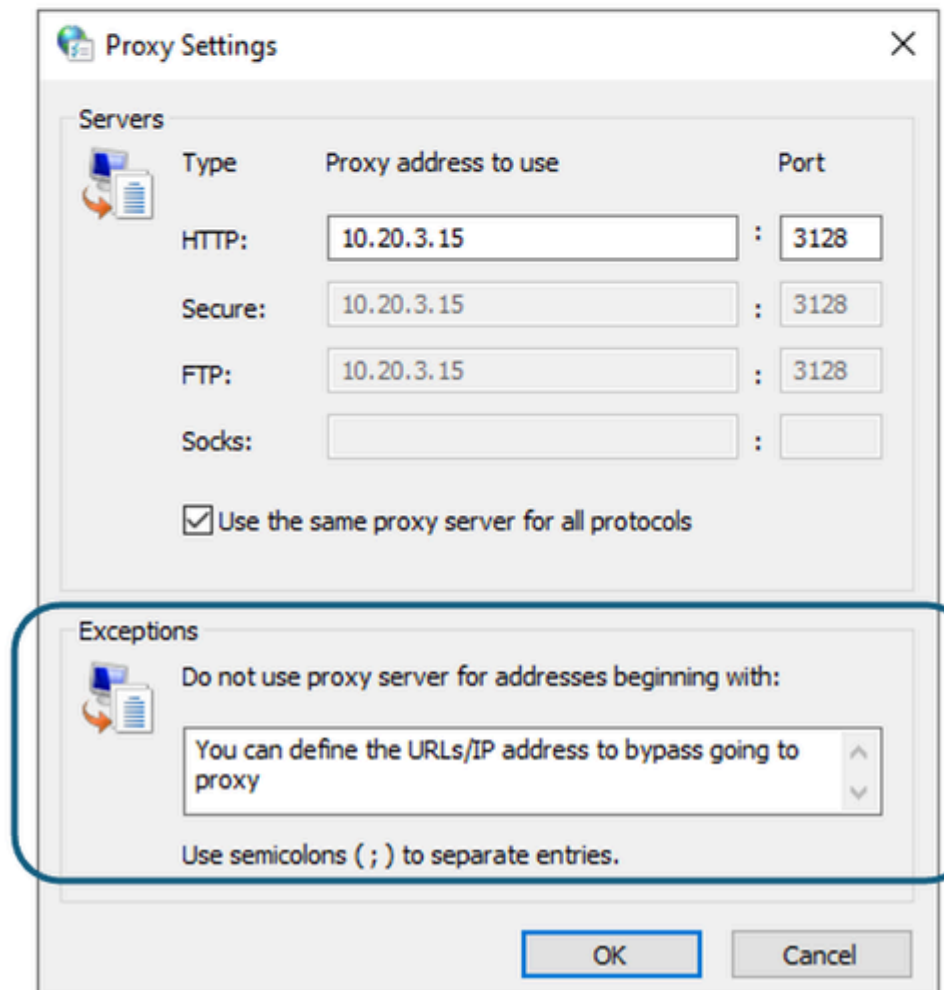 Proxy Settings
Servers
Type Proxy address to use Port
HTTP: 10.20.3.15 : 3128
Secure: 10.20.3.15 : 3128
FTP: 10.20.3.15 : 3128
Socks: :
Use the same proxy server for all protocols
Exceptions
Do not use proxy server for addresses beginning with:
You can define the URLs/IP address to bypass going to
proxy
Use semicolons ( ; ) to separate entries.
OK Cancel